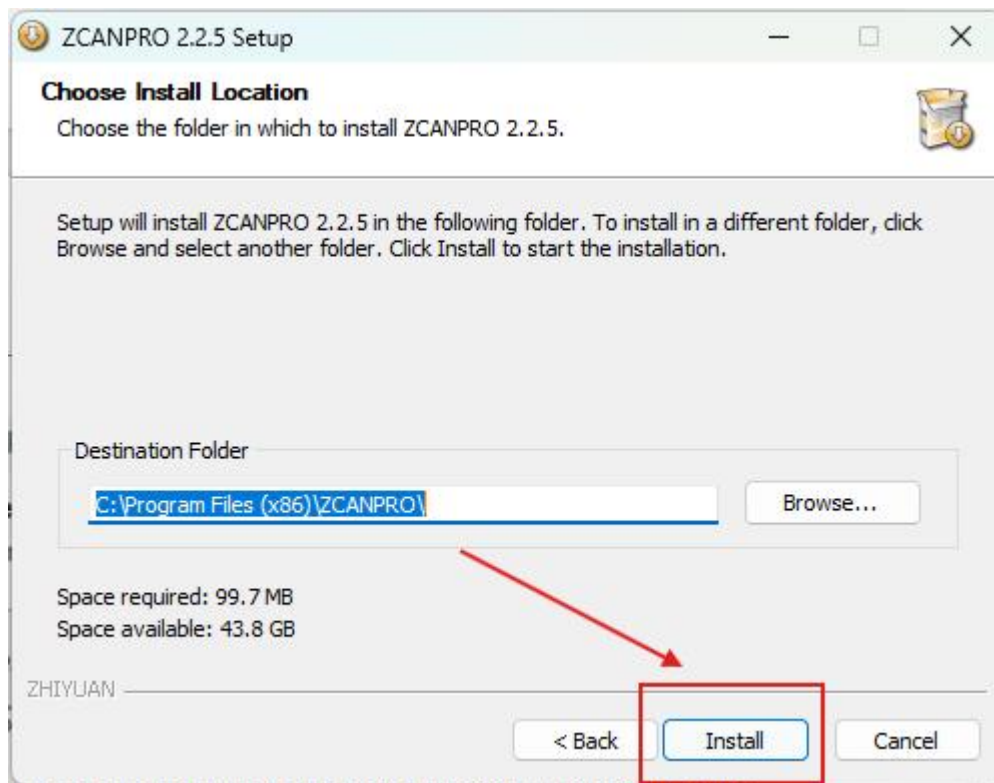 ZCANPRO 2.2.5 Setup
Choose Install Location
Choose the folder in which to install ZCANPRO 2.2.5.
Setup will install ZCANPRO 2.2.5 in the following folder. To install in a different folder, click
Browse and select another folder. Click Install to start the installation.
Destination Folder
C:\Program Files (x86)\ZCANPRO\
Browse...
Space required: 99.7 MB
Space available: 43.8 GB
ZHIYUAN
< Back
Install
Cancel